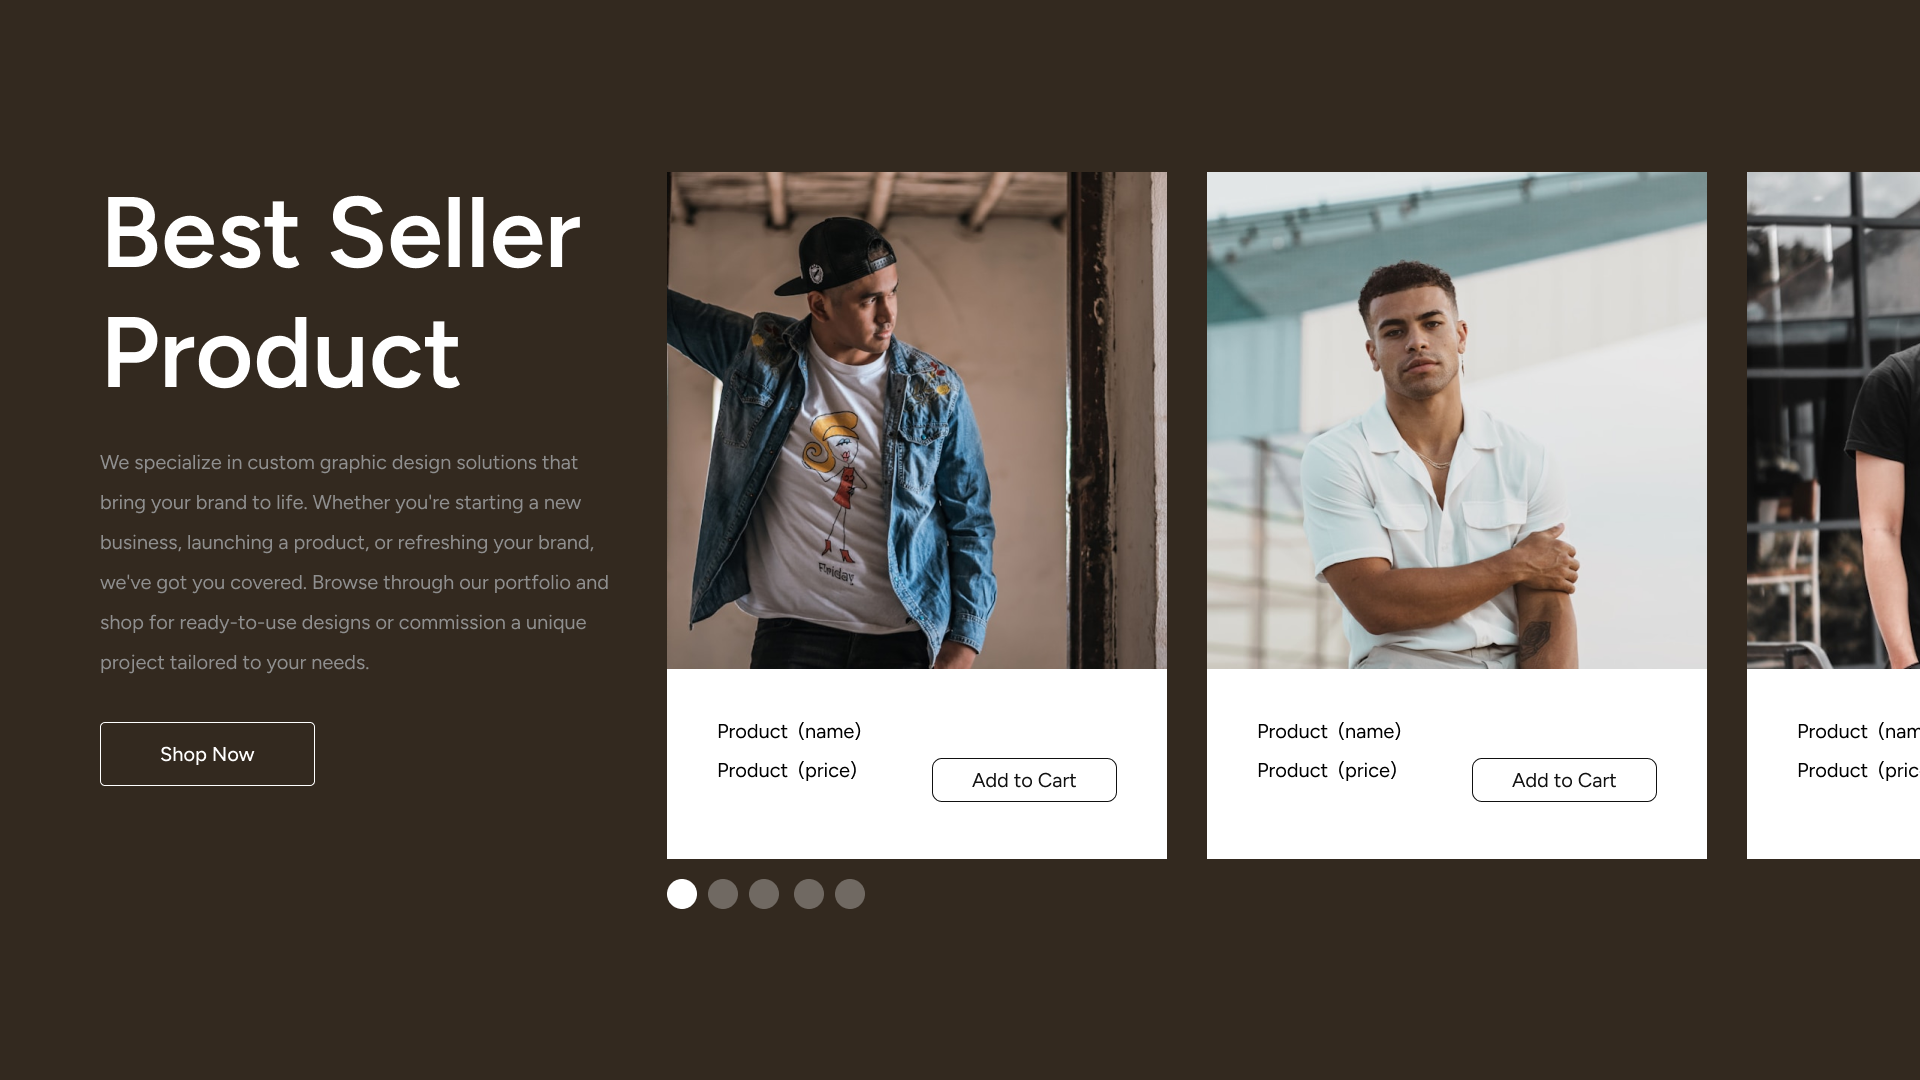 Best Seller
Product
We specialize in custom graphic design solutions that
bring your brand to life. Whether you're starting a new
business, launching a product, or refreshing your brand,
we've got you covered. Browse through our portfolio and
shop for ready-to-use designs or commission a unique
project tailored to your needs.
Shop Now
Friday
Product (name)
Product (price)
Add to Cart
Product (name)
Product (price)
Add to Cart
Product (nam
Product (pric